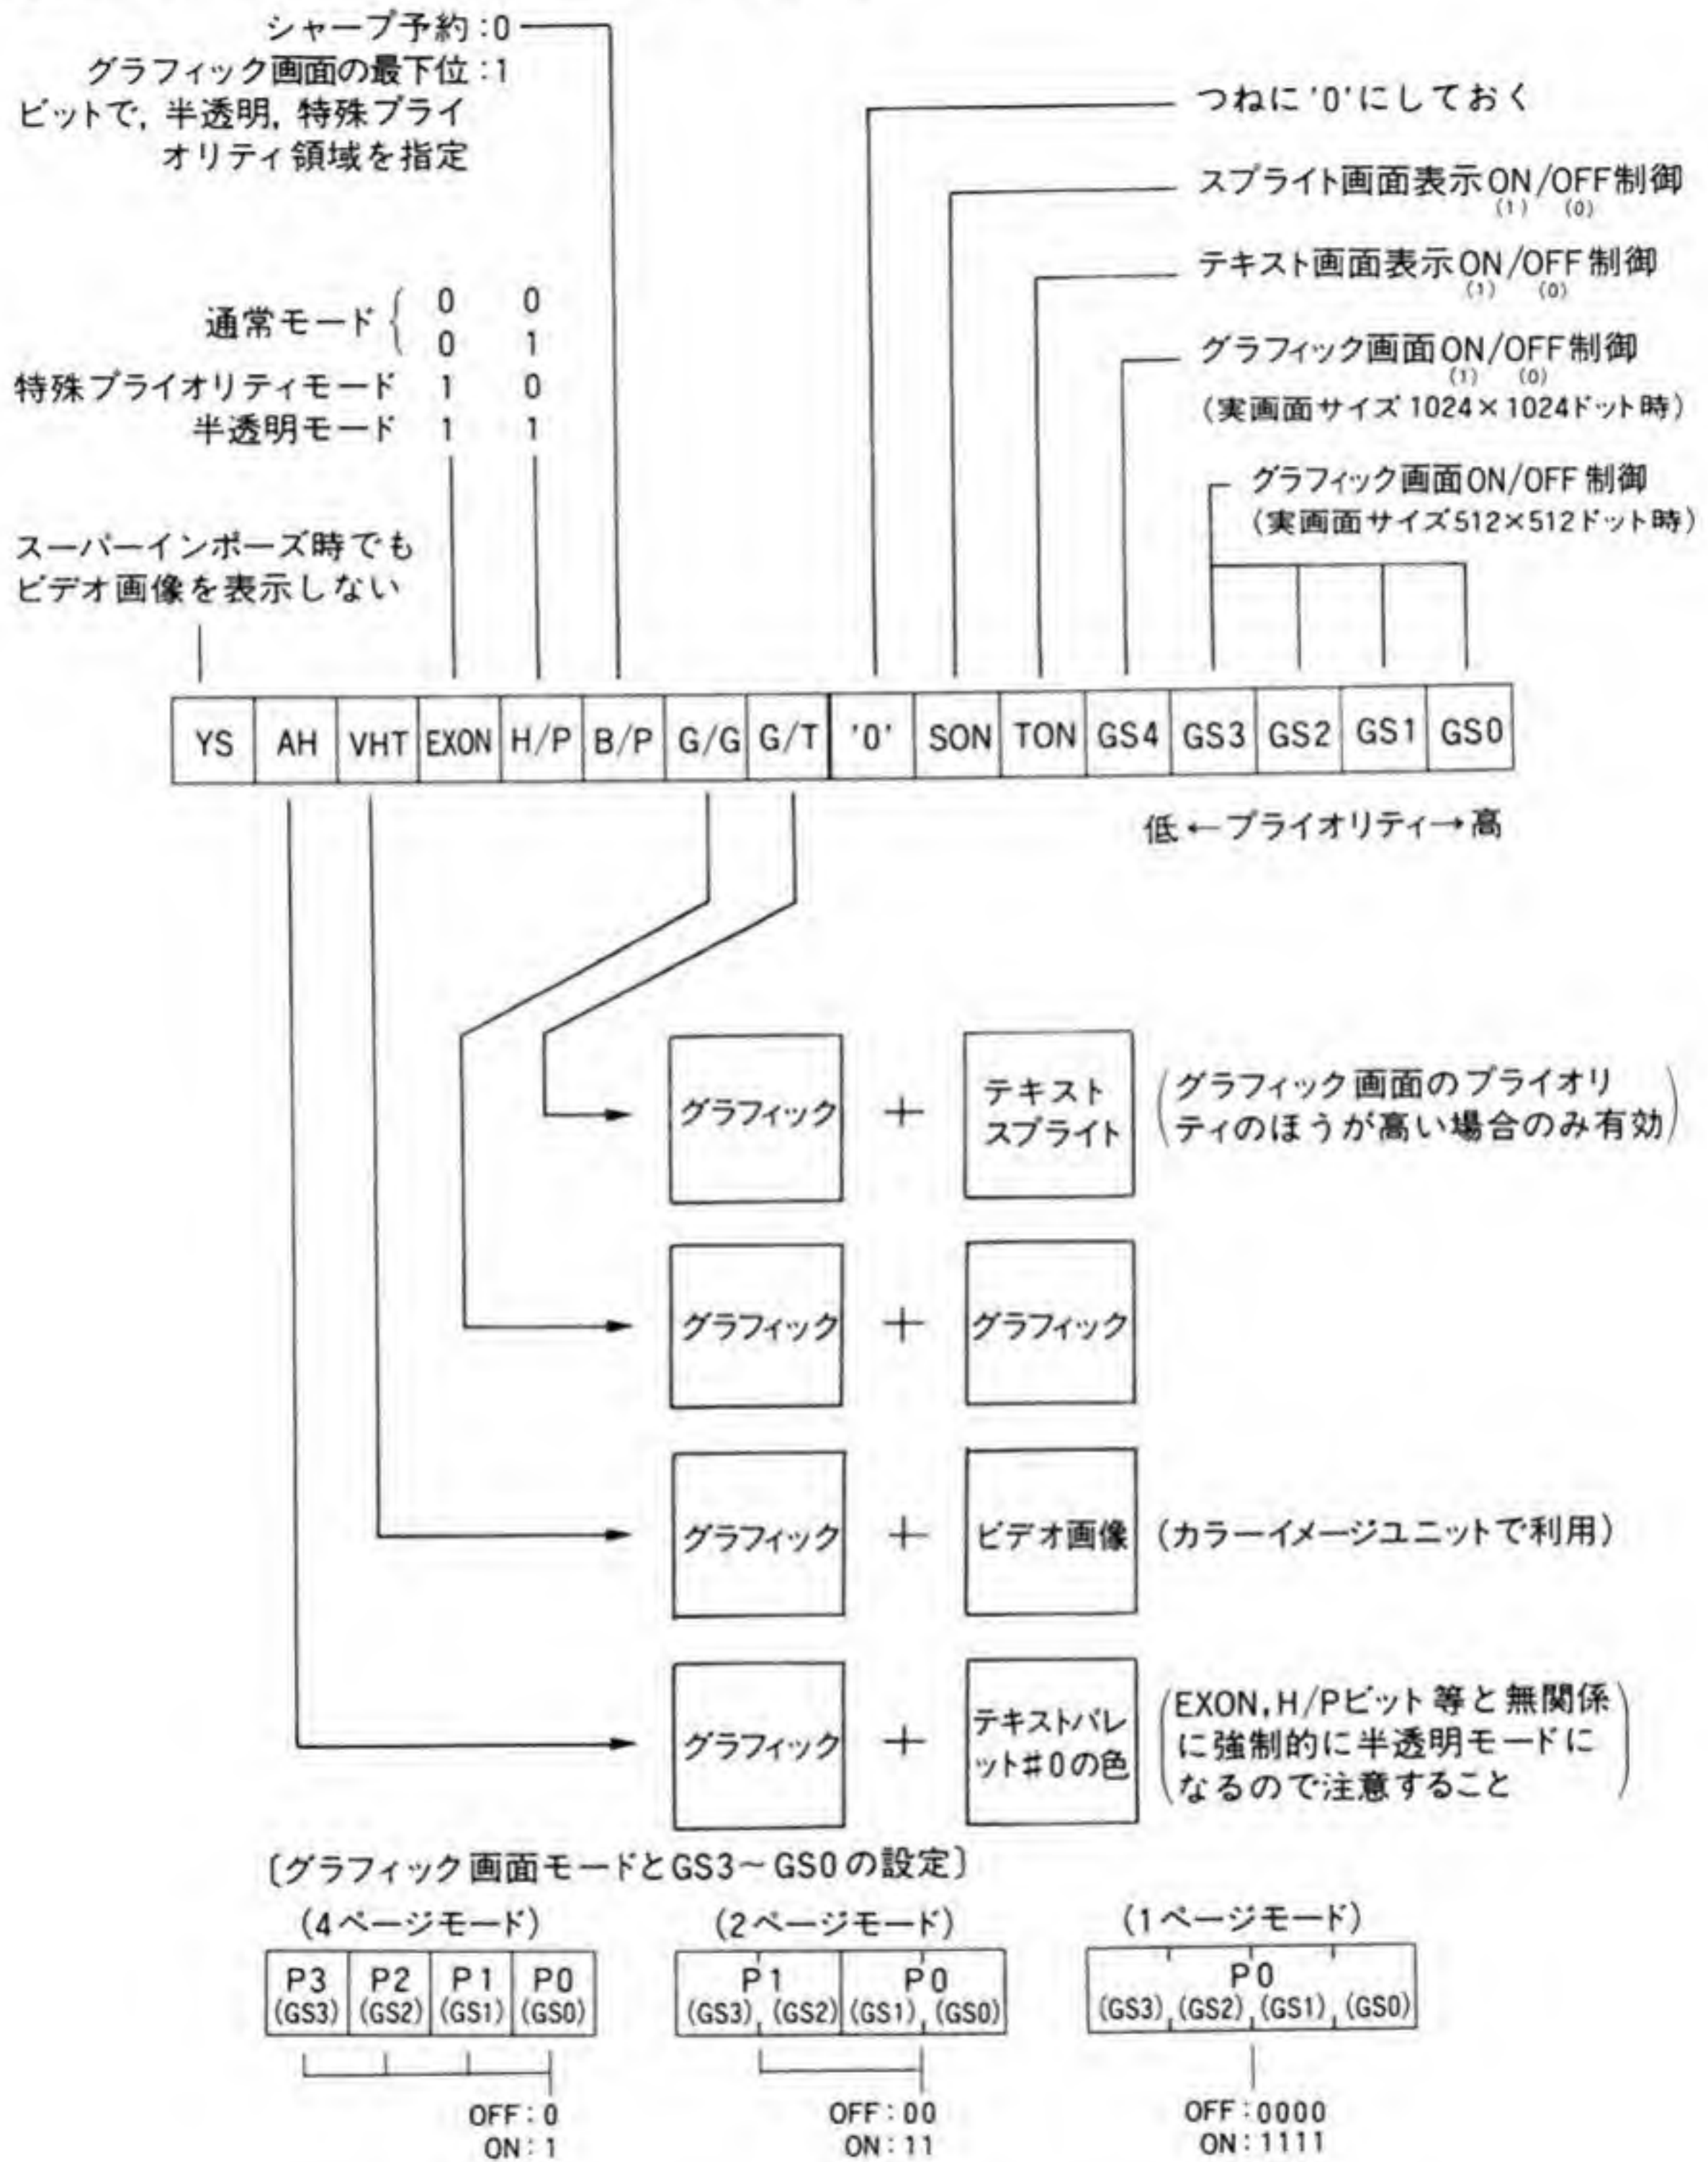 シャープ予約:0
グラフィック画面の最下位:1
ビットで, 半透明, 特殊プライ
オリティ領域を指定
つねに'0'にしておく
スプライト画面表示ON/OFF制御
(1) (0)
テキスト画面表示ON/OFF制御
(1) (0)
グラフィック画面ON/OFF制御
(1) (0)
(実画面サイズ1024×1024ドット時)
グラフィック画面ON/OFF制御
(実画面サイズ512×512ドット時)
通常モード { 0 0
0 1
特殊プライオリティモード 1 0
半透明モード 1 1
スーパーインポーズ時でも
ビデオ画像を表示しない
YS AH VHT EXON H/P B/P G/G G/T '0' SON TON GS4 GS3 GS2 GS1 GS0
低←プライオリティ→高
グラフィック + テキスト
スプライト
(グラフィック画面のプライオリ
ティのほうが高い場合のみ有効)
グラフィック + グラフィック
グラフィック + ビデオ画像 (カラーイメージユニットで利用)
グラフィック + テキストパレ
ット#0の色
(EXON,H/Pビット等と無関係
に強制的に半透明モードに
なるので注意すること)
〔グラフィック画面モードとGS3~GS0の設定〕
(4ページモード)
P3 P2 P1 P0
(GS3) (GS2) (GS1) (GS0)
OFF:0
ON:1
(2ページモード)
P1 P0
(GS3) (GS2) (GS1) (GS0)
OFF:00
ON:11
(1ページモード)
P0
(GS3) (GS2) (GS1) (GS0)
OFF:0000
ON:1111